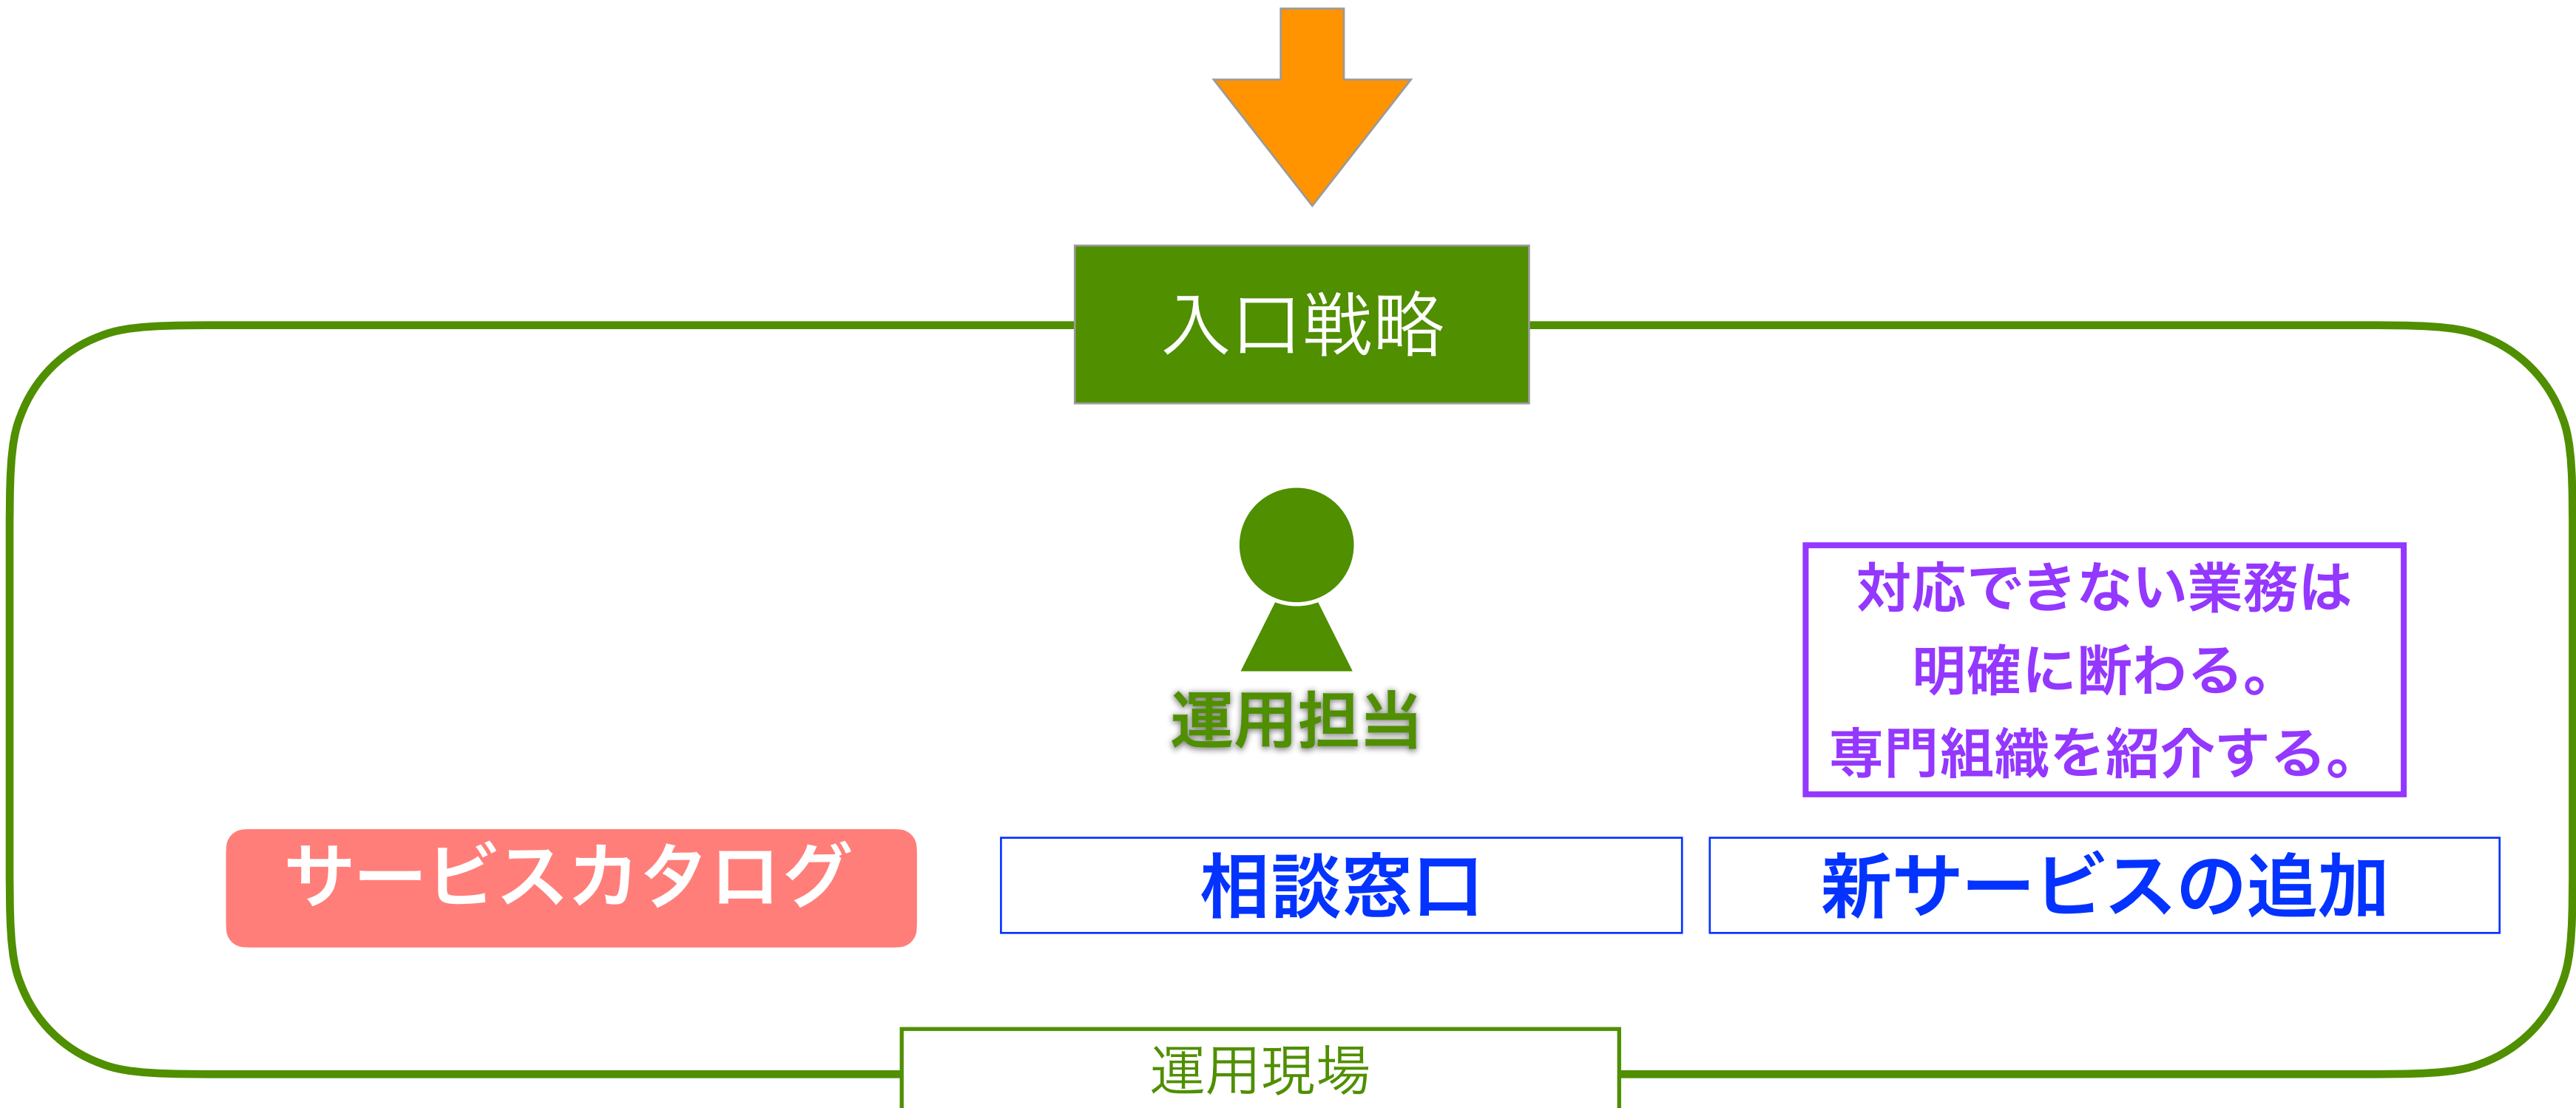 入口戦略
運用担当
対応できない業務は
明確に断わる。
専門組織を紹介する。
サービスカタログ
相談窓口
新サービスの追加
運用現場